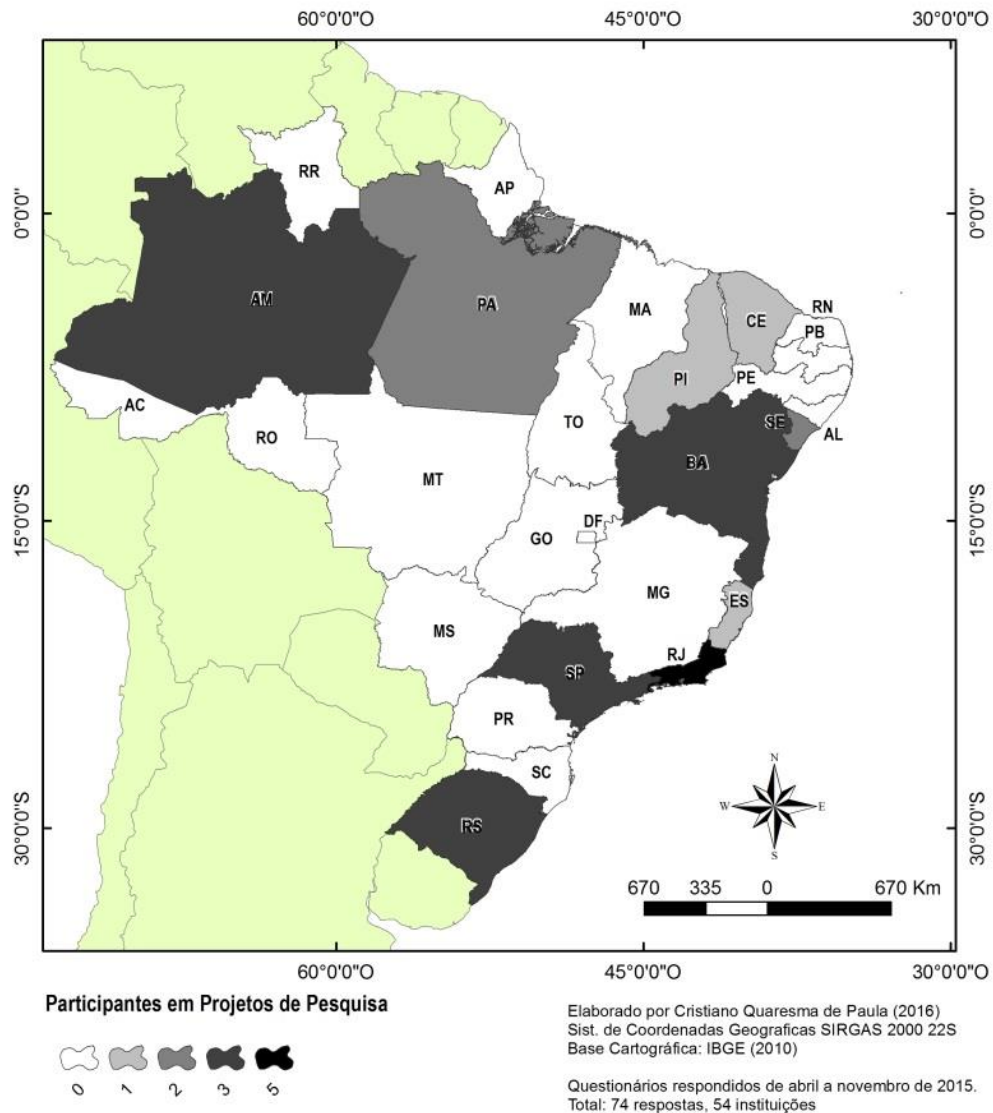 60°0'0"O 45°0'0"O 30°0'0"O
RR
AP
0°0'0"
0°0'0"
AM
PA
MA
CE
RN
PB
PI
PE
AC
TO
SE
AL
RO
BA
MT
15°0'0"S
15°0'0"S
GO
DF
MG
ES
MS
SP
RJ
PR
SC
N
W
E
S
30°0'0"S
30°0'0"S
RS
670 335 0 670 Km
60°0'0"O 45°0'0"O 30°0'0"O
Participantes em Projetos de Pesquisa
0 1 2 3 5
Elaborado por Cristiano Quaresma de Paula (2016)
Sist. de Coordenadas Geograficas SIRGAS 2000 22S
Base Cartográfica: IBGE (2010)
Questionários respondidos de abril a novembro de 2015.
Total: 74 respostas, 54 instituições